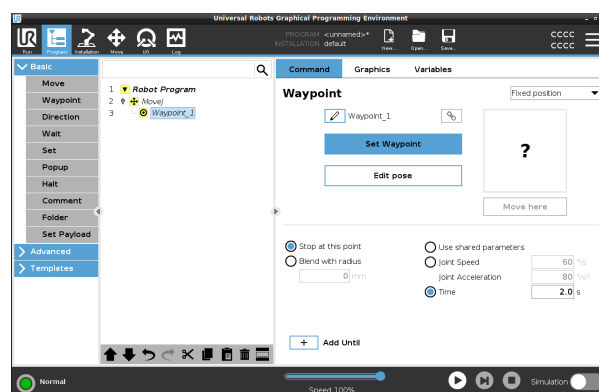 Universal Robots Graphical Programming Environment
UR
Run
Program
Installation
Move
I/O
Log
PROGRAM <unnamed>*
INSTALLATION default
New...
Open...
Save...
cccc
cccc
Basic
Move
Waypoint
Direction
Wait
Set
Popup
Halt
Comment
Folder
Set Payload
Advanced
Templates
1 Robot Program
2 MoveJ
3 Waypoint_1
Command Graphics Variables
Waypoint
Fixed position
Waypoint_1
Set Waypoint
Edit pose
?
Move here
Stop at this point
Blend with radius
0 mm
Use shared parameters
Joint Speed 60 °/s
Joint Acceleration 80 °/s²
Time 2.0 s
+ Add Until
Normal
Speed 100%
Simulation